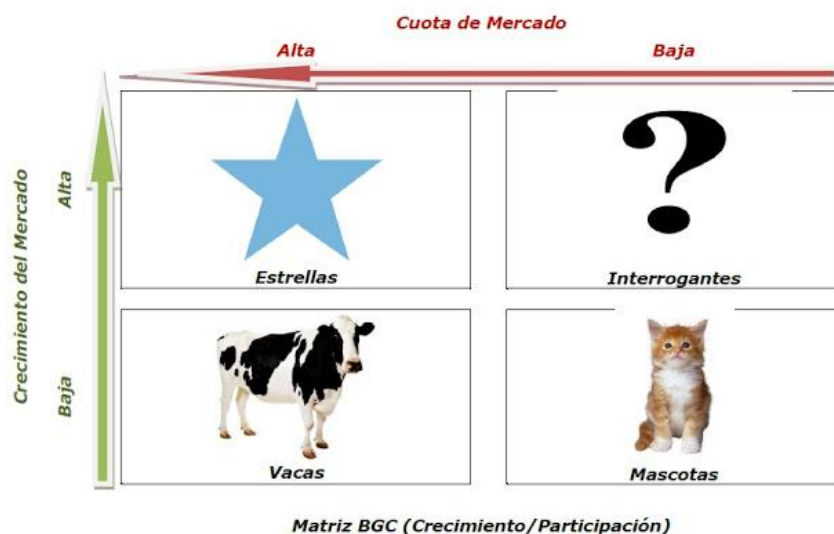 Cuota de Mercado
Alta
Baja
Crecimiento del Mercado
Alta
Baja
Estrellas
Interrogantes
Vacas
Mascotas
Matriz BGC (Crecimiento/Participación)